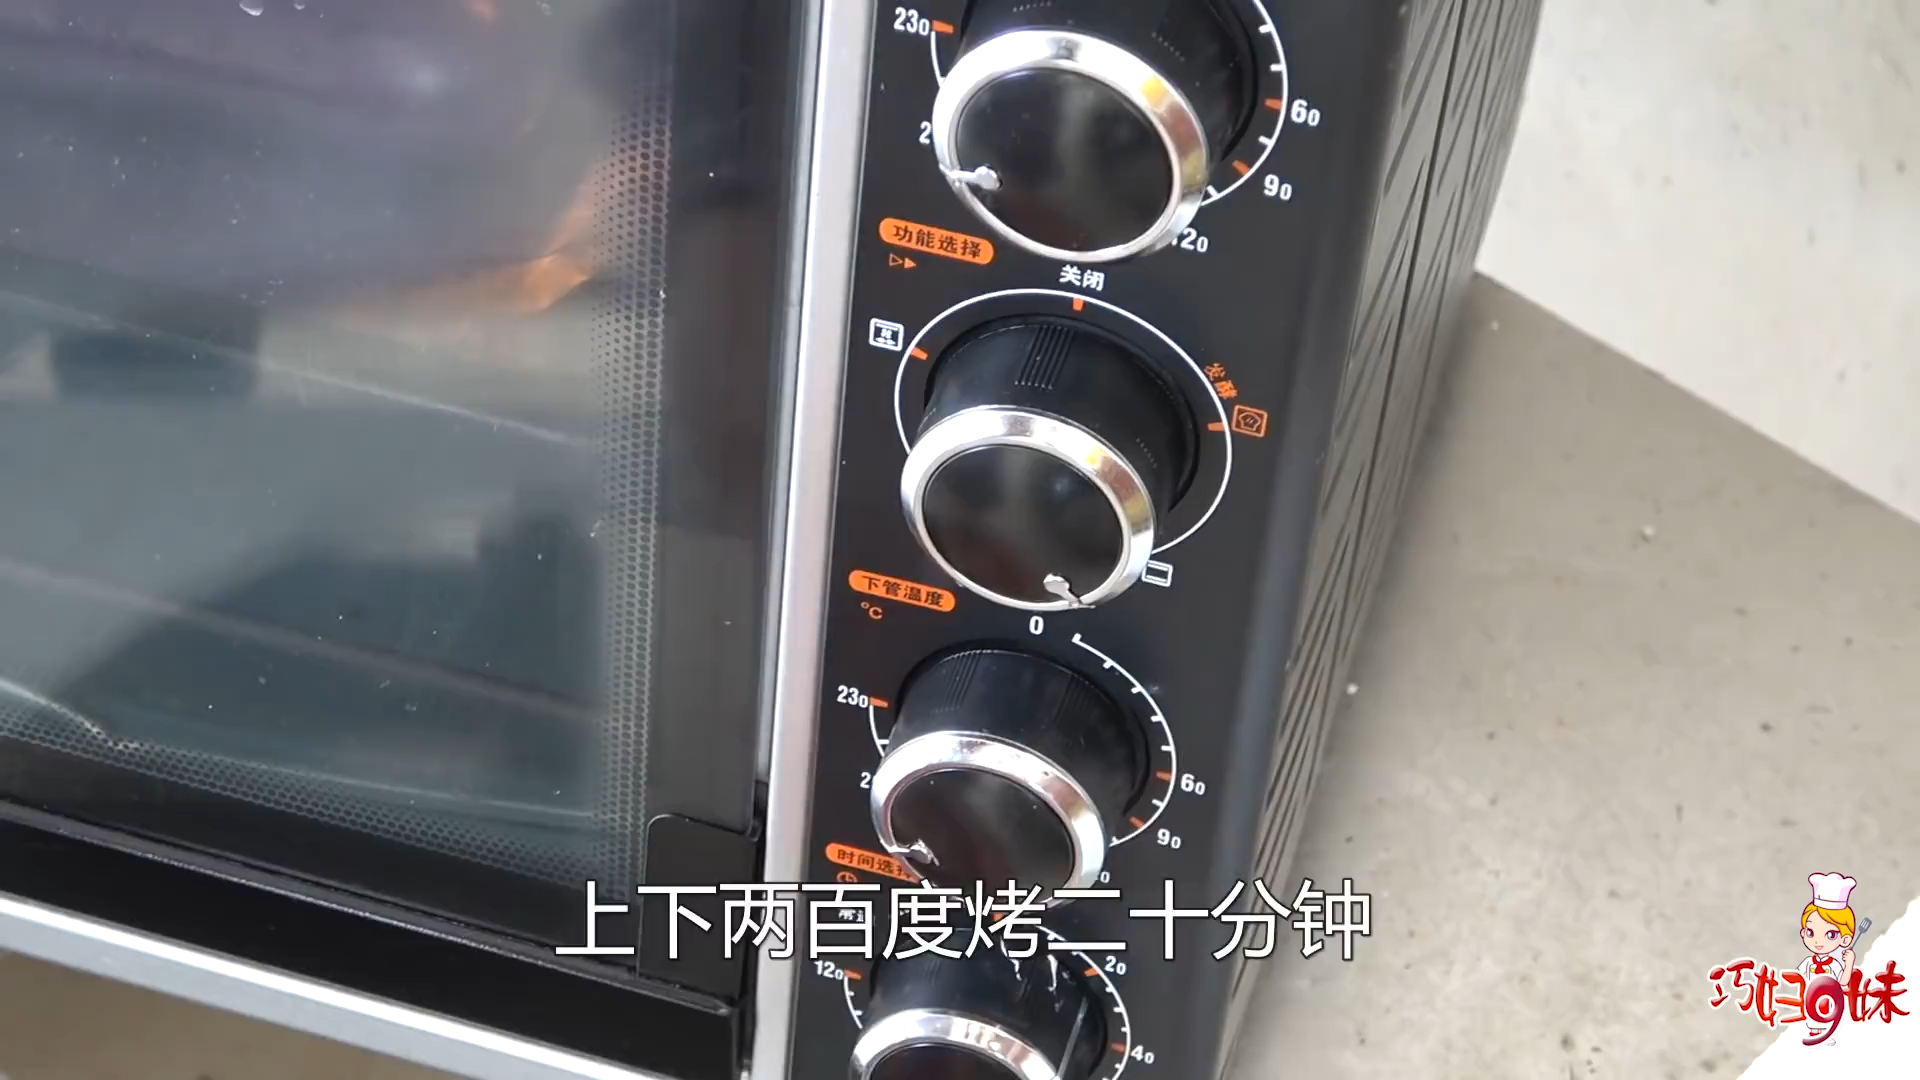 230
60
2
90
120
功能选择
关闭
发酵
下管温度
°C
0
230
60
2
90
时间选择
上下两百度烤二十分钟
120
20
40
巧妇9妹